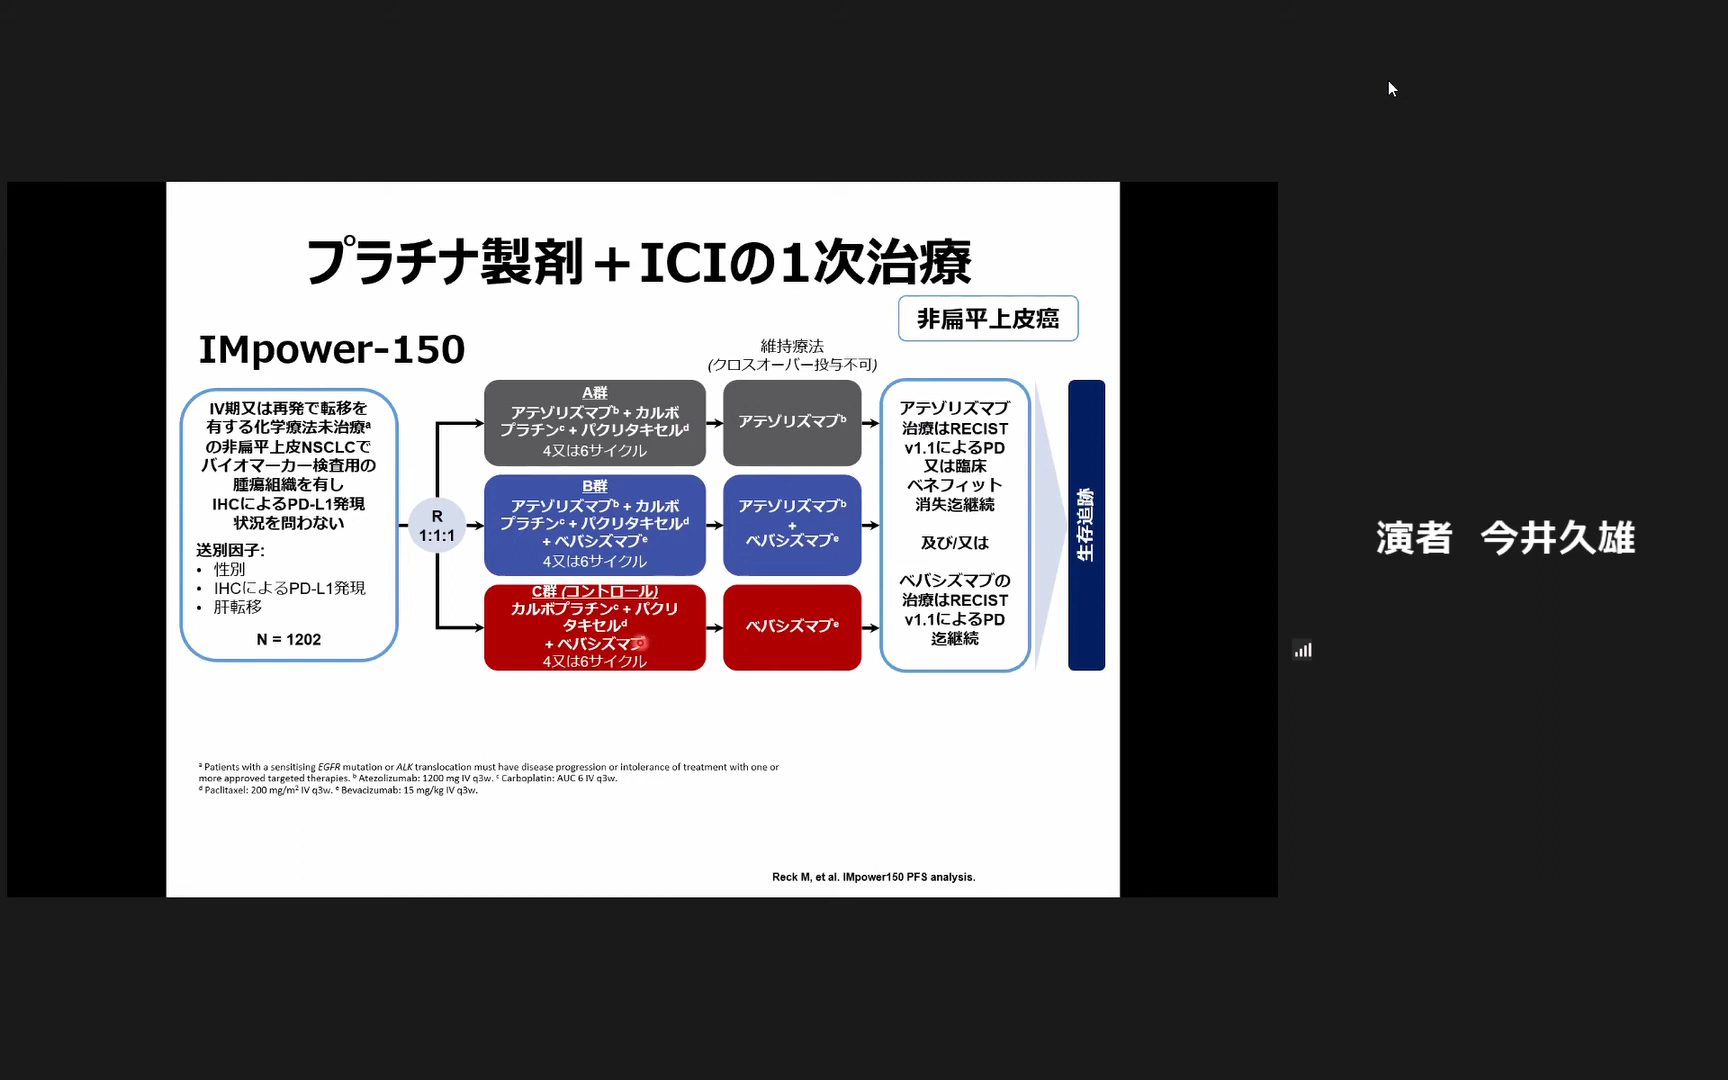 プラチナ製剤＋ICIの1次治療
非扁平上皮癌
IMpower-150
維持療法
(クロスオーバー投与不可)
IV期又は再発で転移を
有する化学療法未治療a
の非扁平上皮NSCLCで
バイオマーカー検査用の
腫瘍組織を有し
IHCによるPD-L1発現
状況を問わない
送別因子:
• 性別
• IHCによるPD-L1発現
• 肝転移
N = 1202
R
1:1:1
A群
アテゾリズマブb + カルボ
プラチンc + パクリタキセルd
4又は6サイクル
アテゾリズマブb
B群
アテゾリズマブb + カルボ
プラチンc + パクリタキセルd
+ ベバシズマブe
4又は6サイクル
アテゾリズマブb
+
ベバシズマブe
C群 (コントロール)
カルボプラチンc + パクリ
タキセルd
+ ベバシズマブ
4又は6サイクル
ベバシズマブe
アテゾリズマブ
治療はRECIST
v1.1によるPD
又は臨床
ベネフィット
消失迄継続
及び/又は
ベバシズマブの
治療はRECIST
v1.1によるPD
迄継続
生存追跡
a Patients with a sensitising EGFR mutation or ALK translocation must have disease progression or intolerance of treatment with one or
more approved targeted therapies. b Atezolizumab: 1200 mg IV q3w. c Carboplatin: AUC 6 IV q3w.
d Paclitaxel: 200 mg/m2 IV q3w. e Bevacizumab: 15 mg/kg IV q3w.
Reck M, et al. IMpower150 PFS analysis.
演者 今井久雄